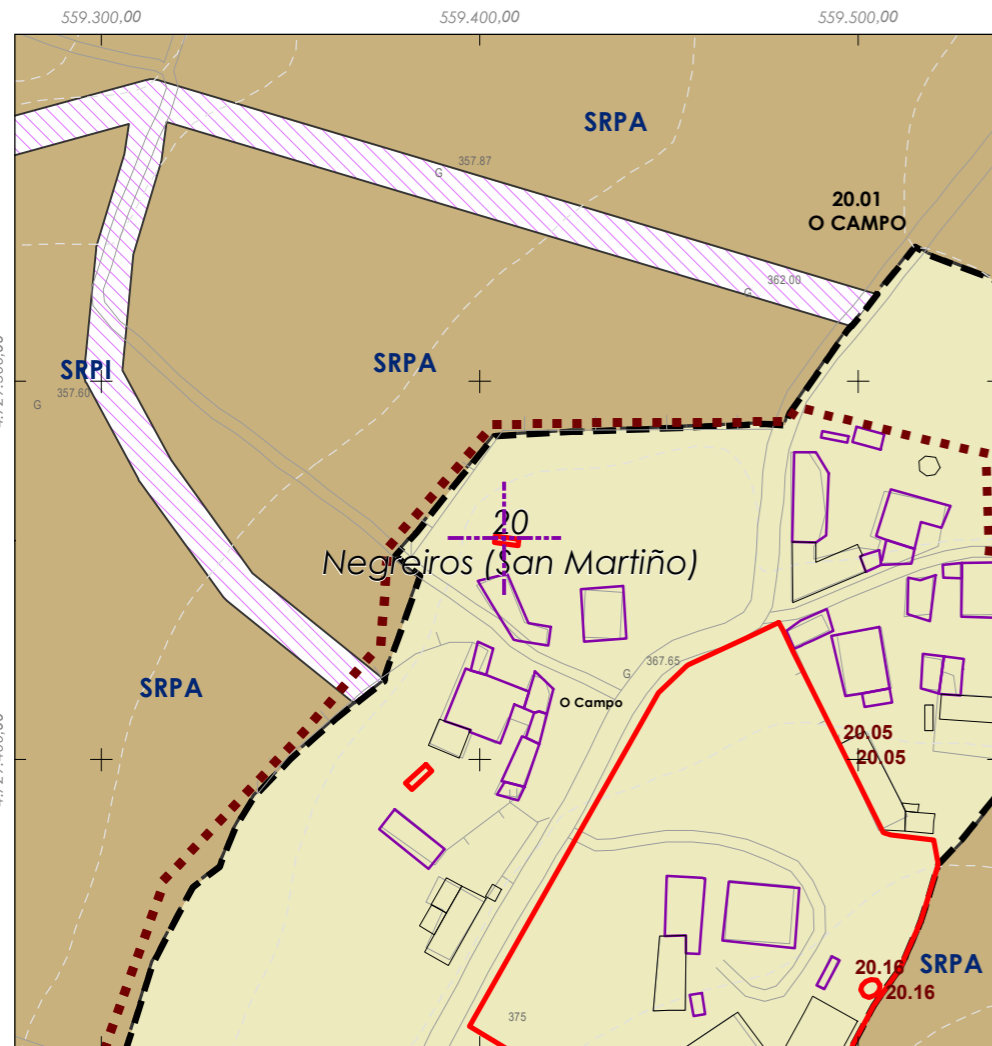 559.300,00
559.400,00
559.500,00
SRPA
357.87
G
20.01
O CAMPO
362.00
G
SRPA
SRPI
357.60
G
20
Negreiros (San Martiño)
367.65
G
SRPA
O Campo
20.05
20.05
20.16
SRPA
20.16
375